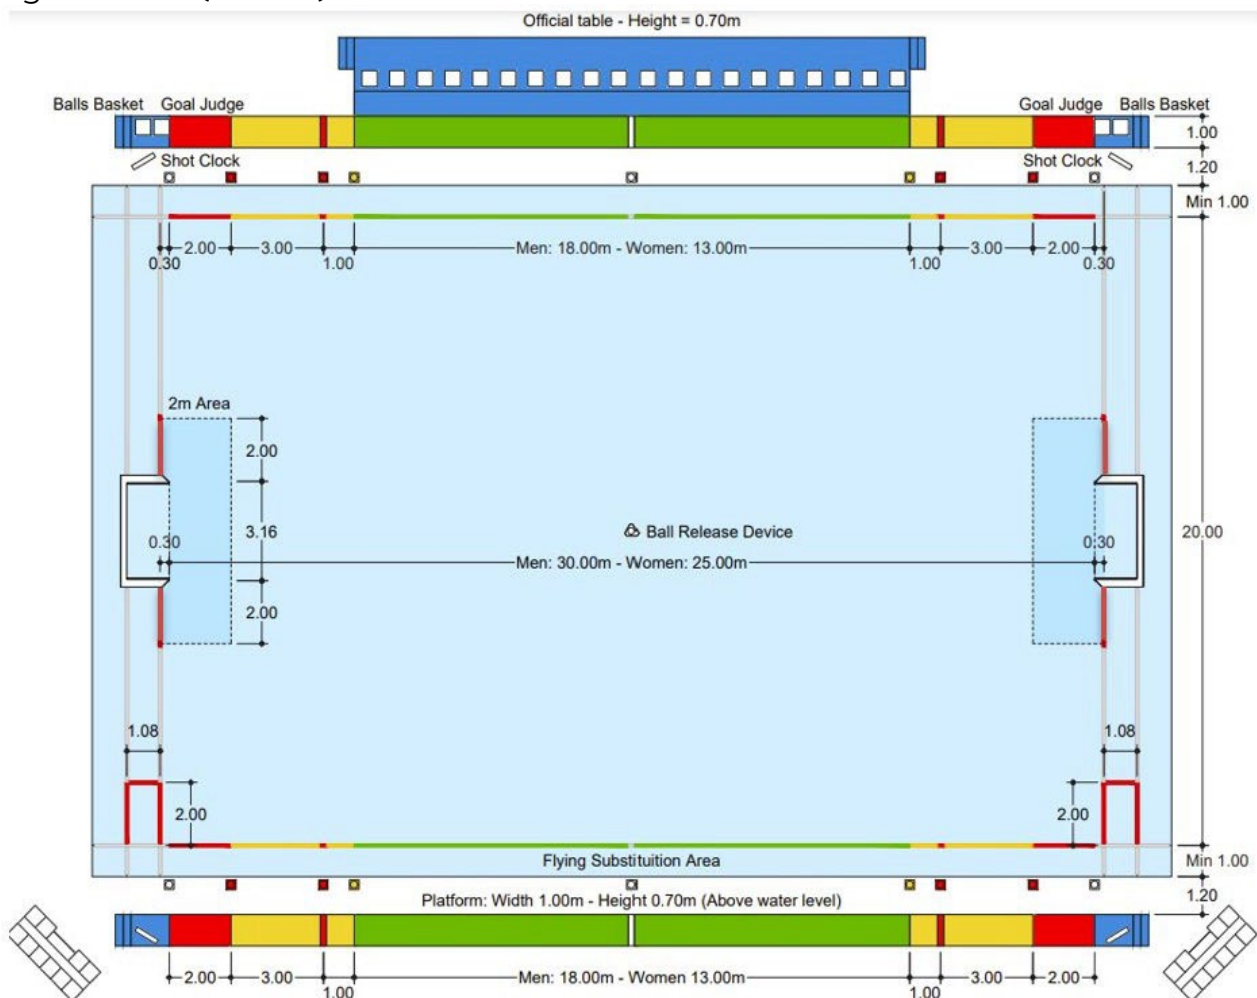 Official table - Height = 0.70m
Balls Basket Goal Judge Goal Judge Balls Basket
1.00
Shot Clock Shot Clock
1.20
Min 1.00
2.00 3.00 Men: 18.00m - Women: 13.00m 3.00 2.00
0.30 1.00 1.00 0.30
2m Area
2.00
3.16
Ball Release Device
20.00
0.30 0.30
Men: 30.00m - Women: 25.00m
2.00
1.08 1.08
2.00 2.00
Flying Substituition Area
Min 1.00
1.20
Platform: Width 1.00m - Height 0.70m (Above water level)
2.00 3.00 Men: 18.00m - Women 13.00m 3.00 2.00
1.00 1.00